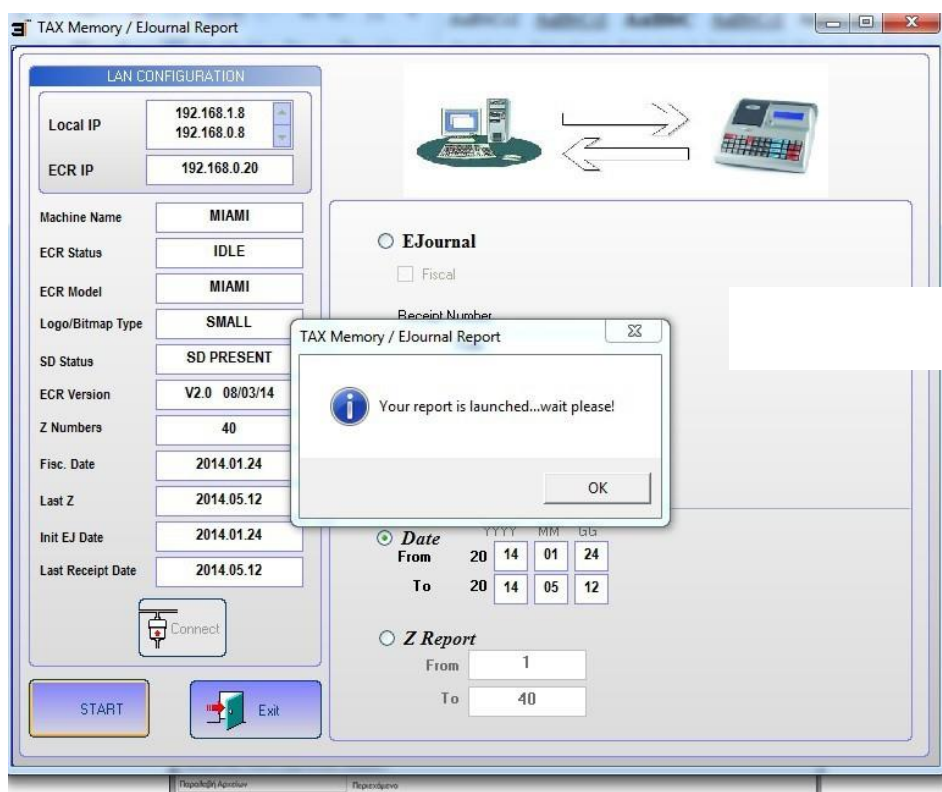 TAX Memory / EJournal Report
LAN CONFIGURATION
Local IP
192.168.1.8
192.168.0.8
ECR IP
192.168.0.20
Machine Name
MIAMI
ECR Status
IDLE
ECR Model
MIAMI
Logo/Bitmap Type
SMALL
SD Status
SD PRESENT
ECR Version
V2.0 08/03/14
Z Numbers
40
Fisc. Date
2014.01.24
Last Z
2014.05.12
Init EJ Date
2014.01.24
Last Receipt Date
2014.05.12
Connect
START
Exit
EJournal
Fiscal
Receipt Number
TAX Memory / EJournal Report
Your report is launched...wait please!
OK
Date
YYYY MM GG
From 20 14 01 24
To 20 14 05 12
Z Report
From 1
To 40
Παραλαβή Αρχείων Περιεχόμενο